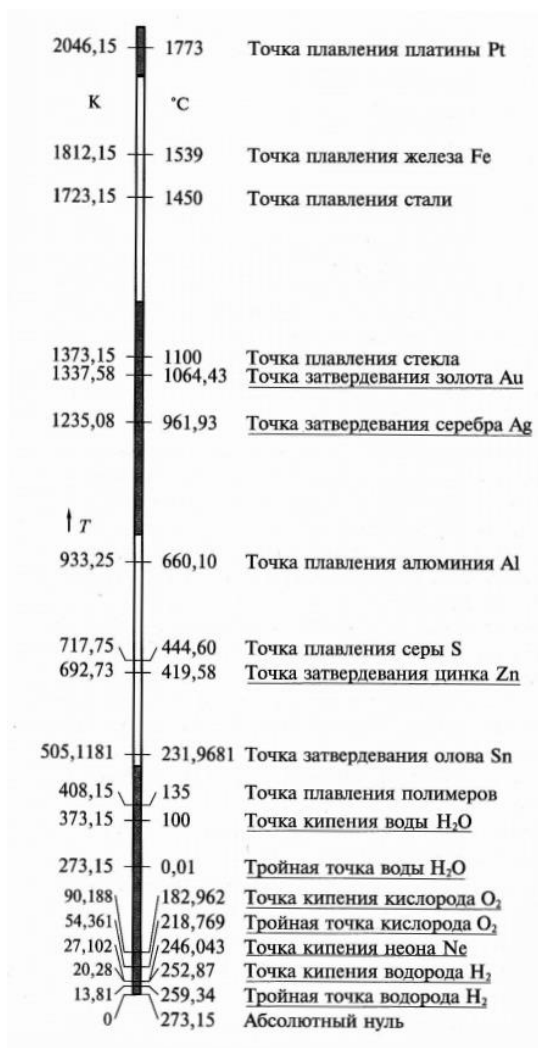 2046,15 1773 Точка плавления платины Pt
К °С
1812,15 1539 Точка плавления железа Fe
1723,15 1450 Точка плавления стали
1373,15 1100 Точка плавления стекла
1337,58 1064,43 Точка затвердевания золота Au
1235,08 961,93 Точка затвердевания серебра Ag
T
933,25 660,10 Точка плавления алюминия Al
717,75 444,60 Точка плавления серы S
692,73 419,58 Точка затвердевания цинка Zn
505,1181 231,9681 Точка затвердевания олова Sn
408,15 135 Точка плавления полимеров
373,15 100 Точка кипения воды H₂O
273,15 0,01 Тройная точка воды H₂O
90,188 182,962 Точка кипения кислорода O₂
54,361 218,769 Тройная точка кислорода O₂
27,102 246,043 Точка кипения неона Ne
20,28 252,87 Точка кипения водорода H₂
13,81 259,34 Тройная точка водорода H₂
0 273,15 Абсолютный нуль